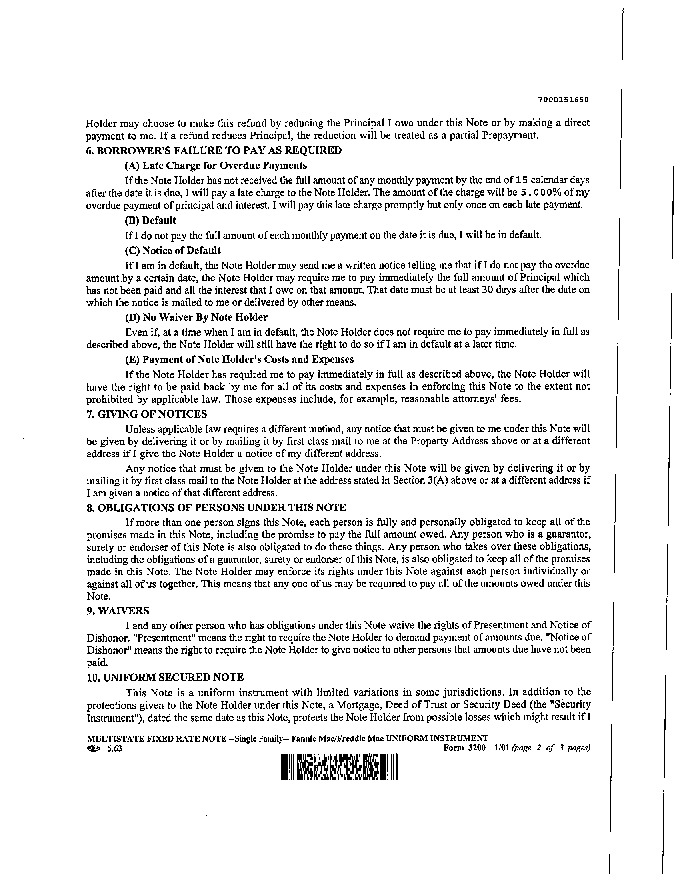 7000151650
Holder may choose to make this refund by reducing the Principal I owe under this Note or by making a direct
payment to me. If a refund reduces Principal, the reduction will be treated as a partial Prepayment.
6. BORROWER'S FAILURE TO PAY AS REQUIRED
(A) Late Charge for Overdue Payments
If the Note Holder has not received the full amount of any monthly payment by the end of 15 calendar days
after the date it is due, I will pay a late charge to the Note Holder. The amount of the charge will be 5.000% of my
overdue payment of principal and interest. I will pay this late charge promptly but only once on each late payment.
(B) Default
If I do not pay the full amount of each monthly payment on the date it is due, I will be in default.
(C) Notice of Default
If I am in default, the Note Holder may send me a written notice telling me that if I do not pay the overdue
amount by a certain date, the Note Holder may require me to pay immediately the full amount of Principal which
has not been paid and all the interest that I owe on that amount. That date must be at least 30 days after the date on
which the notice is mailed to me or delivered by other means.
(D) No Waiver By Note Holder
Even if, at a time when I am in default, the Note Holder does not require me to pay immediately in full as
described above, the Note Holder will still have the right to do so if I am in default at a later time.
(E) Payment of Note Holder's Costs and Expenses
If the Note Holder has required me to pay immediately in full as described above, the Note Holder will
have the right to be paid back by me for all of its costs and expenses in enforcing this Note to the extent not
prohibited by applicable law. Those expenses include, for example, reasonable attorneys' fees.
7. GIVING OF NOTICES
Unless applicable law requires a different method, any notice that must be given to me under this Note will
be given by delivering it or by mailing it by first class mail to me at the Property Address above or at a different
address if I give the Note Holder a notice of my different address.
Any notice that must be given to the Note Holder under this Note will be given by delivering it or by
mailing it by first class mail to the Note Holder at the address stated in Section 3(A) above or at a different address if
I am given a notice of that different address.
8. OBLIGATIONS OF PERSONS UNDER THIS NOTE
If more than one person signs this Note, each person is fully and personally obligated to keep all of the
promises made in this Note, including the promise to pay the full amount owed. Any person who is a guarantor,
surety or endorser of this Note is also obligated to do these things. Any person who takes over these obligations,
including the obligations of a guarantor, surety or endorser of this Note, is also obligated to keep all of the promises
made in this Note. The Note Holder may enforce its rights under this Note against each person individually or
against all of us together. This means that any one of us may be required to pay all of the amounts owed under this
Note.
9. WAIVERS
I and any other person who has obligations under this Note waive the rights of Presentment and Notice of
Dishonor. "Presentment" means the right to require the Note Holder to demand payment of amounts due. "Notice of
Dishonor" means the right to require the Note Holder to give notice to other persons that amounts due have not been
paid.
10. UNIFORM SECURED NOTE
This Note is a uniform instrument with limited variations in some jurisdictions. In addition to the
protections given to the Note Holder under this Note, a Mortgage, Deed of Trust or Security Deed (the "Security
Instrument"), dated the same date as this Note, protects the Note Holder from possible losses which might result if I
MULTISTATE FIXED RATE NOTE --Single Family-- Fannie Mae/Freddie Mac UNIFORM INSTRUMENT
Form 3200 1/01 (page 2 of 3 pages)